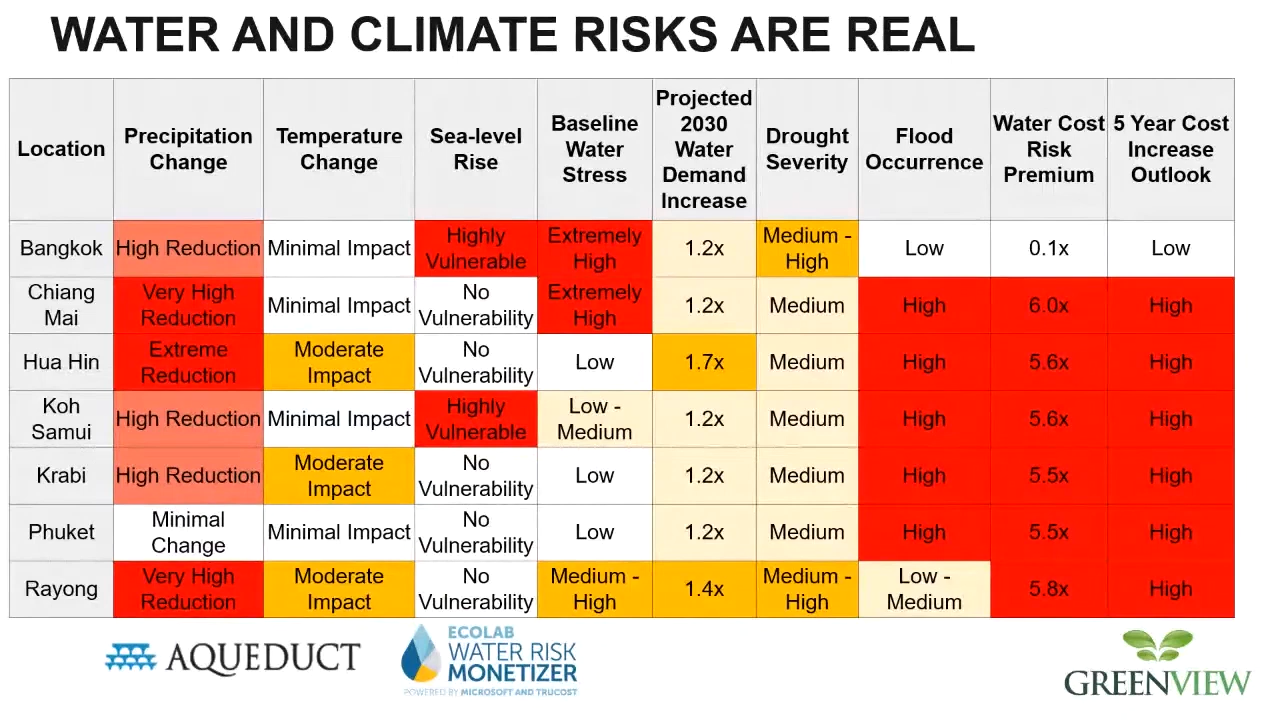 WATER AND CLIMATE RISKS ARE REAL
Location
Precipitation
Change
Temperature
Change
Sea-level
Rise
Baseline
Water
Stress
Projected
2030
Water
Demand
Increase
Drought
Severity
Flood
Occurrence
Water Cost
Risk
Premium
5 Year Cost
Increase
Outlook
Bangkok
High Reduction
Minimal Impact
Highly
Vulnerable
Extremely
High
1.2x
Medium -
High
Low
0.1x
Low
Chiang
Mai
Very High
Reduction
Minimal Impact
No
Vulnerability
Extremely
High
1.2x
Medium
High
6.0x
High
Hua Hin
Extreme
Reduction
Moderate
Impact
No
Vulnerability
Low
1.7x
Medium
High
5.6x
High
Koh
Samui
High Reduction
Minimal Impact
Highly
Vulnerable
Low -
Medium
1.2x
Medium
High
5.6x
High
Krabi
High Reduction
Moderate
Impact
No
Vulnerability
Low
1.2x
Medium
High
5.5x
High
Phuket
Minimal
Change
Minimal Impact
No
Vulnerability
Low
1.2x
Medium
High
5.5x
High
Rayong
Very High
Reduction
Moderate
Impact
No
Vulnerability
Medium -
High
1.4x
Medium -
High
Low -
Medium
5.8x
High
AQUEDUCT
ECOLAB
WATER RISK
MONETIZER
POWERED BY MICROSOFT AND TRUCOST
GREENVIEW